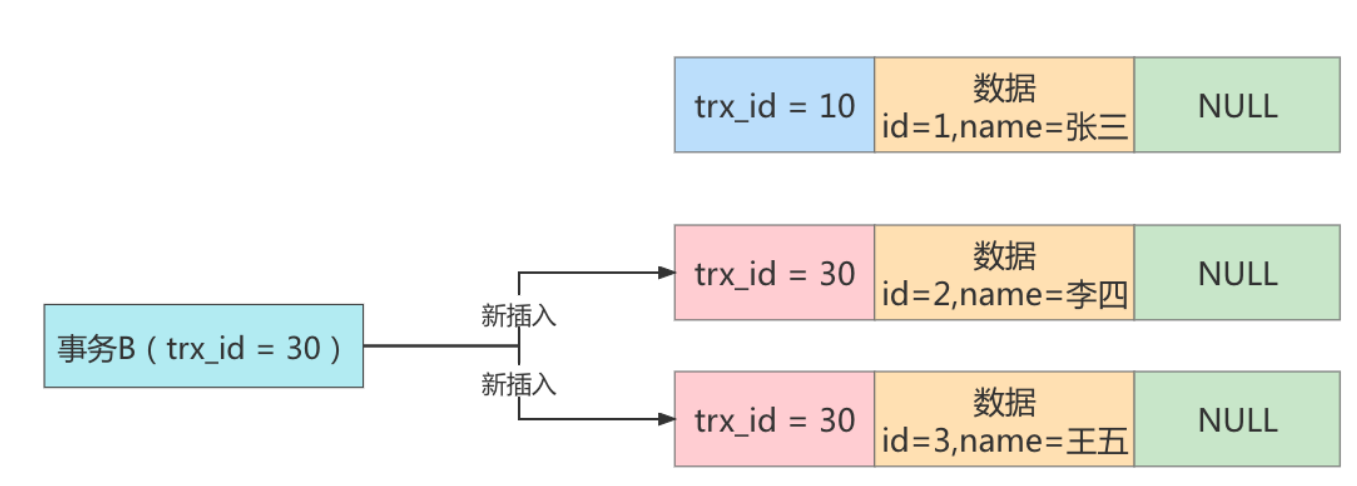 trx_id = 10
数据
id=1,name=张三
NULL
trx_id = 30
数据
id=2,name=李四
NULL
新插入
事务B（trx_id = 30）
新插入
trx_id = 30
数据
id=3,name=王五
NULL